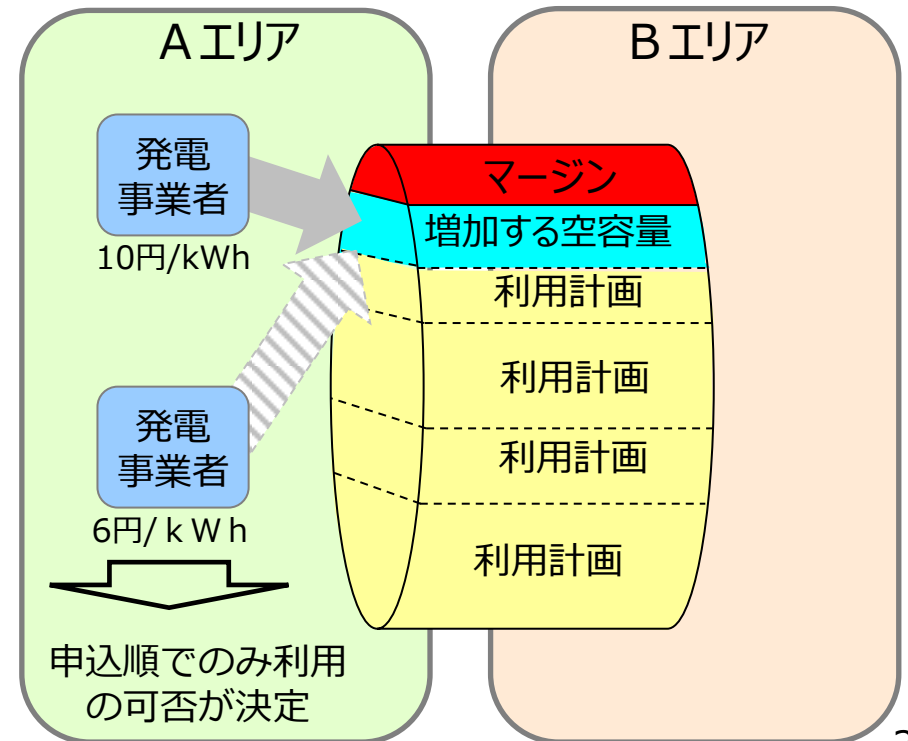 Aエリア
Bエリア
発電
事業者
10円/kWh
マージン
増加する空容量
利用計画
利用計画
利用計画
利用計画
発電
事業者
6円/ｋＷｈ
申込順でのみ利用
の可否が決定